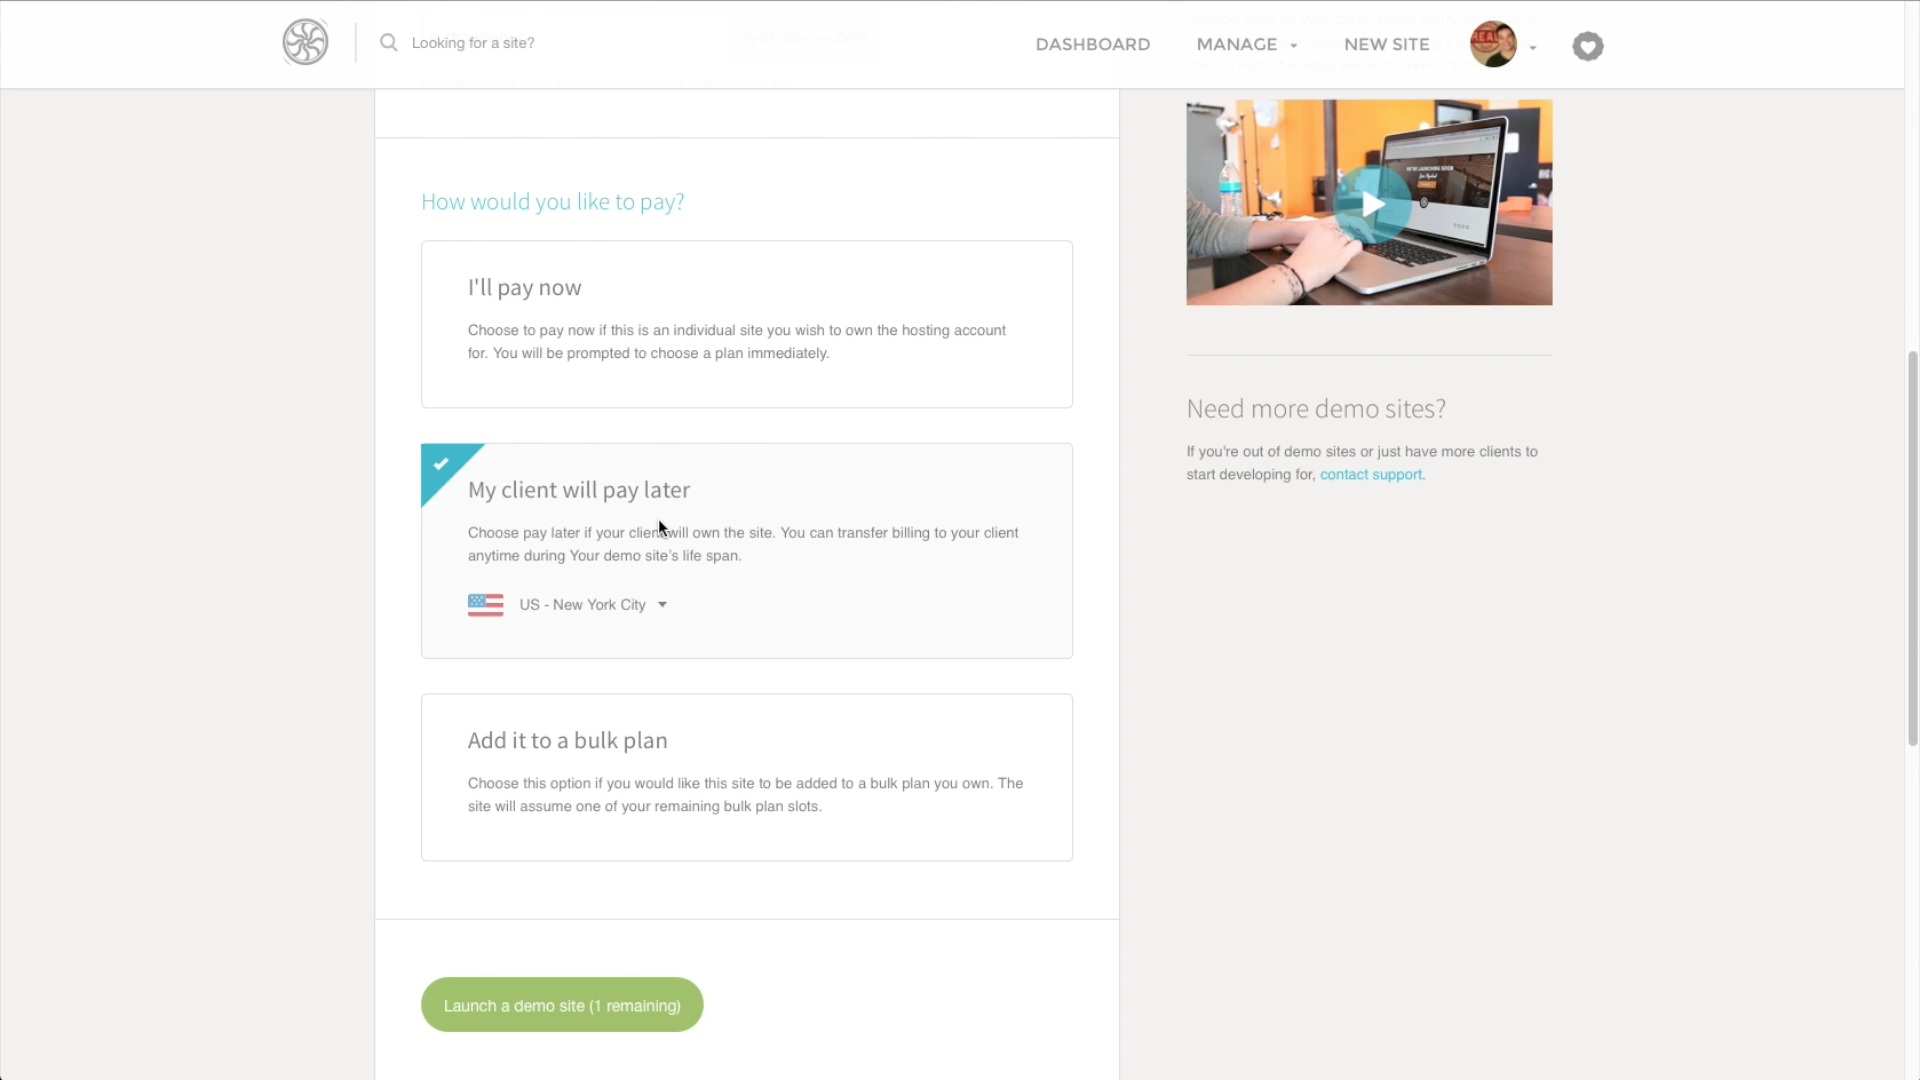 Looking for a site?
DASHBOARD
MANAGE
NEW SITE
REAL
How would you like to pay?
I'll pay now
Choose to pay now if this is an individual site you wish to own the hosting account
for. You will be prompted to choose a plan immediately.
My client will pay later
Choose pay later if your client will own the site. You can transfer billing to your client
anytime during Your demo site's life span.
US - New York City
Add it to a bulk plan
Choose this option if you would like this site to be added to a bulk plan you own. The
site will assume one of your remaining bulk plan slots.
Launch a demo site (1 remaining)
WE'RE LAUNCHING SOON
Need more demo sites?
If you're out of demo sites or just have more clients to
start developing for, contact support.